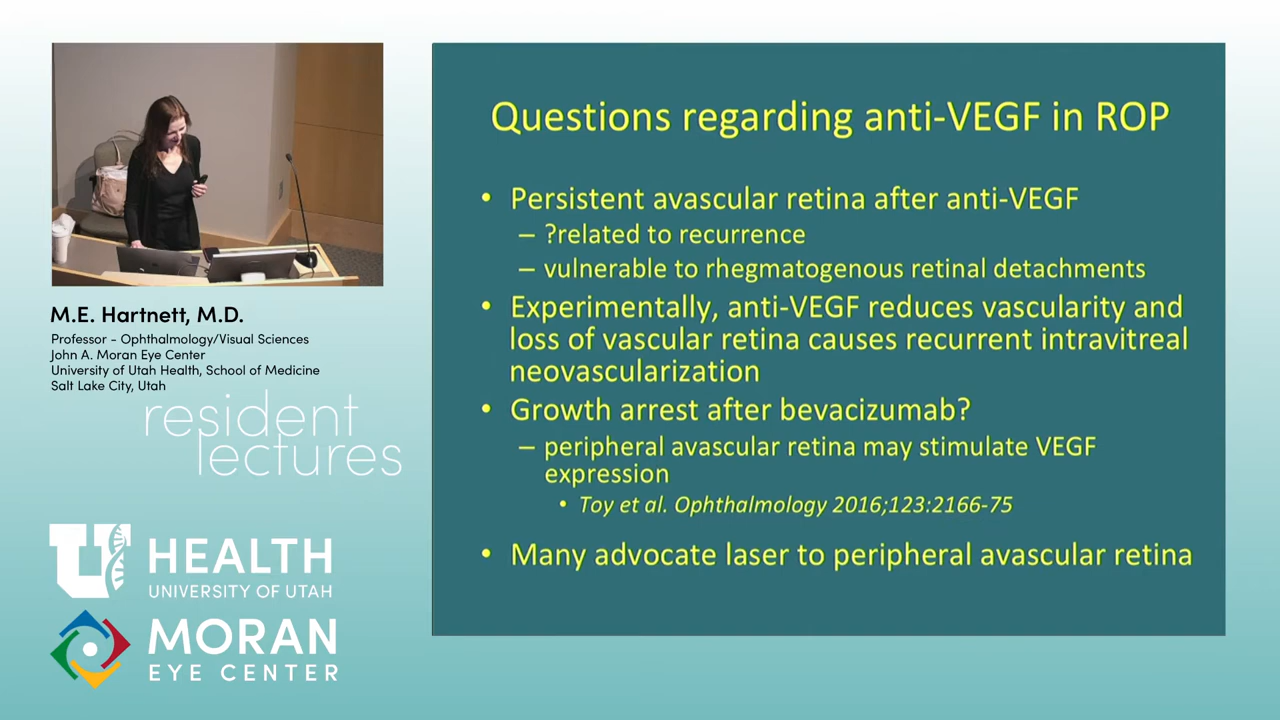 Questions regarding anti-VEGF in ROP
• Persistent avascular retina after anti-VEGF
– ?related to recurrence
– vulnerable to rhegmatogenous retinal detachments
• Experimentally, anti-VEGF reduces vascularity and
loss of vascular retina causes recurrent intravitreal
neovascularization
• Growth arrest after bevacizumab?
– peripheral avascular retina may stimulate VEGF
expression
• Toy et al. Ophthalmology 2016;123:2166-75
• Many advocate laser to peripheral avascular retina
M.E. Hartnett, M.D.
Professor - Ophthalmology/Visual Sciences
John A. Moran Eye Center
University of Utah Health, School of Medicine
Salt Lake City, Utah
resident
lectures
U HEALTH
UNIVERSITY OF UTAH
MORAN
EYE CENTER